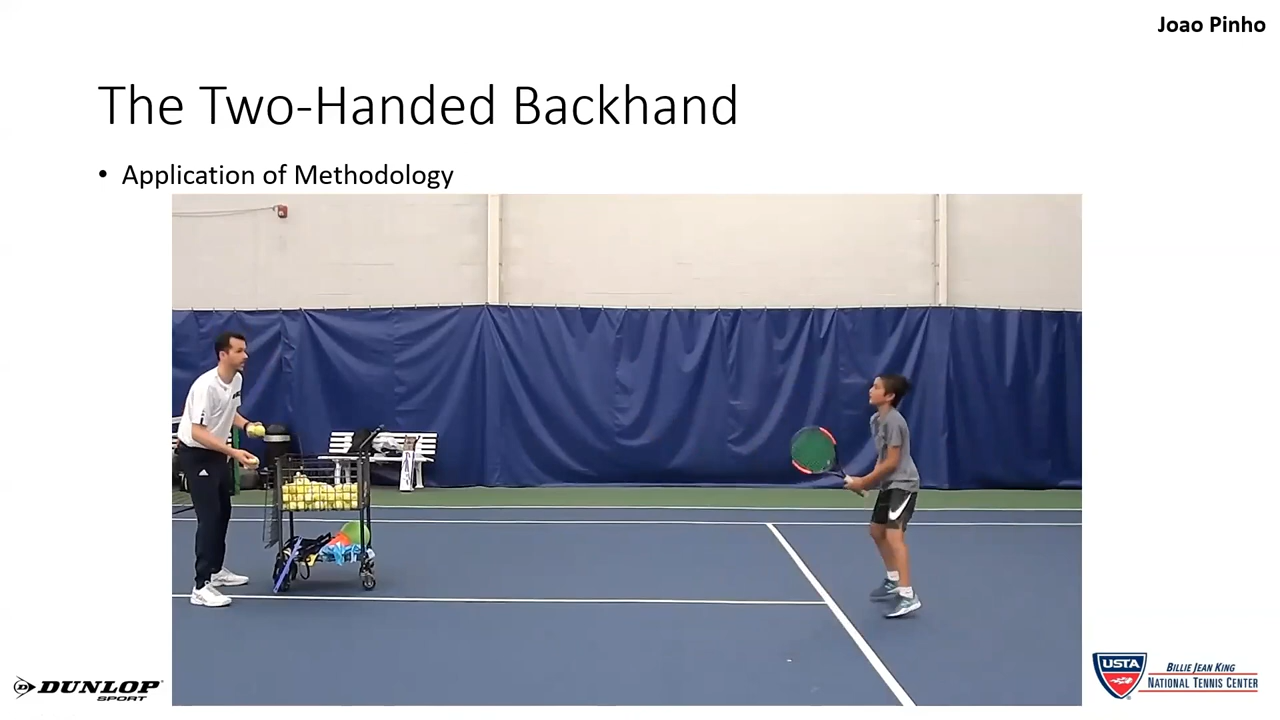 Joao Pinho
The Two-Handed Backhand
• Application of Methodology
DUNLOP
SPORT
USTA
BILLIE JEAN KING
NATIONAL TENNIS CENTER